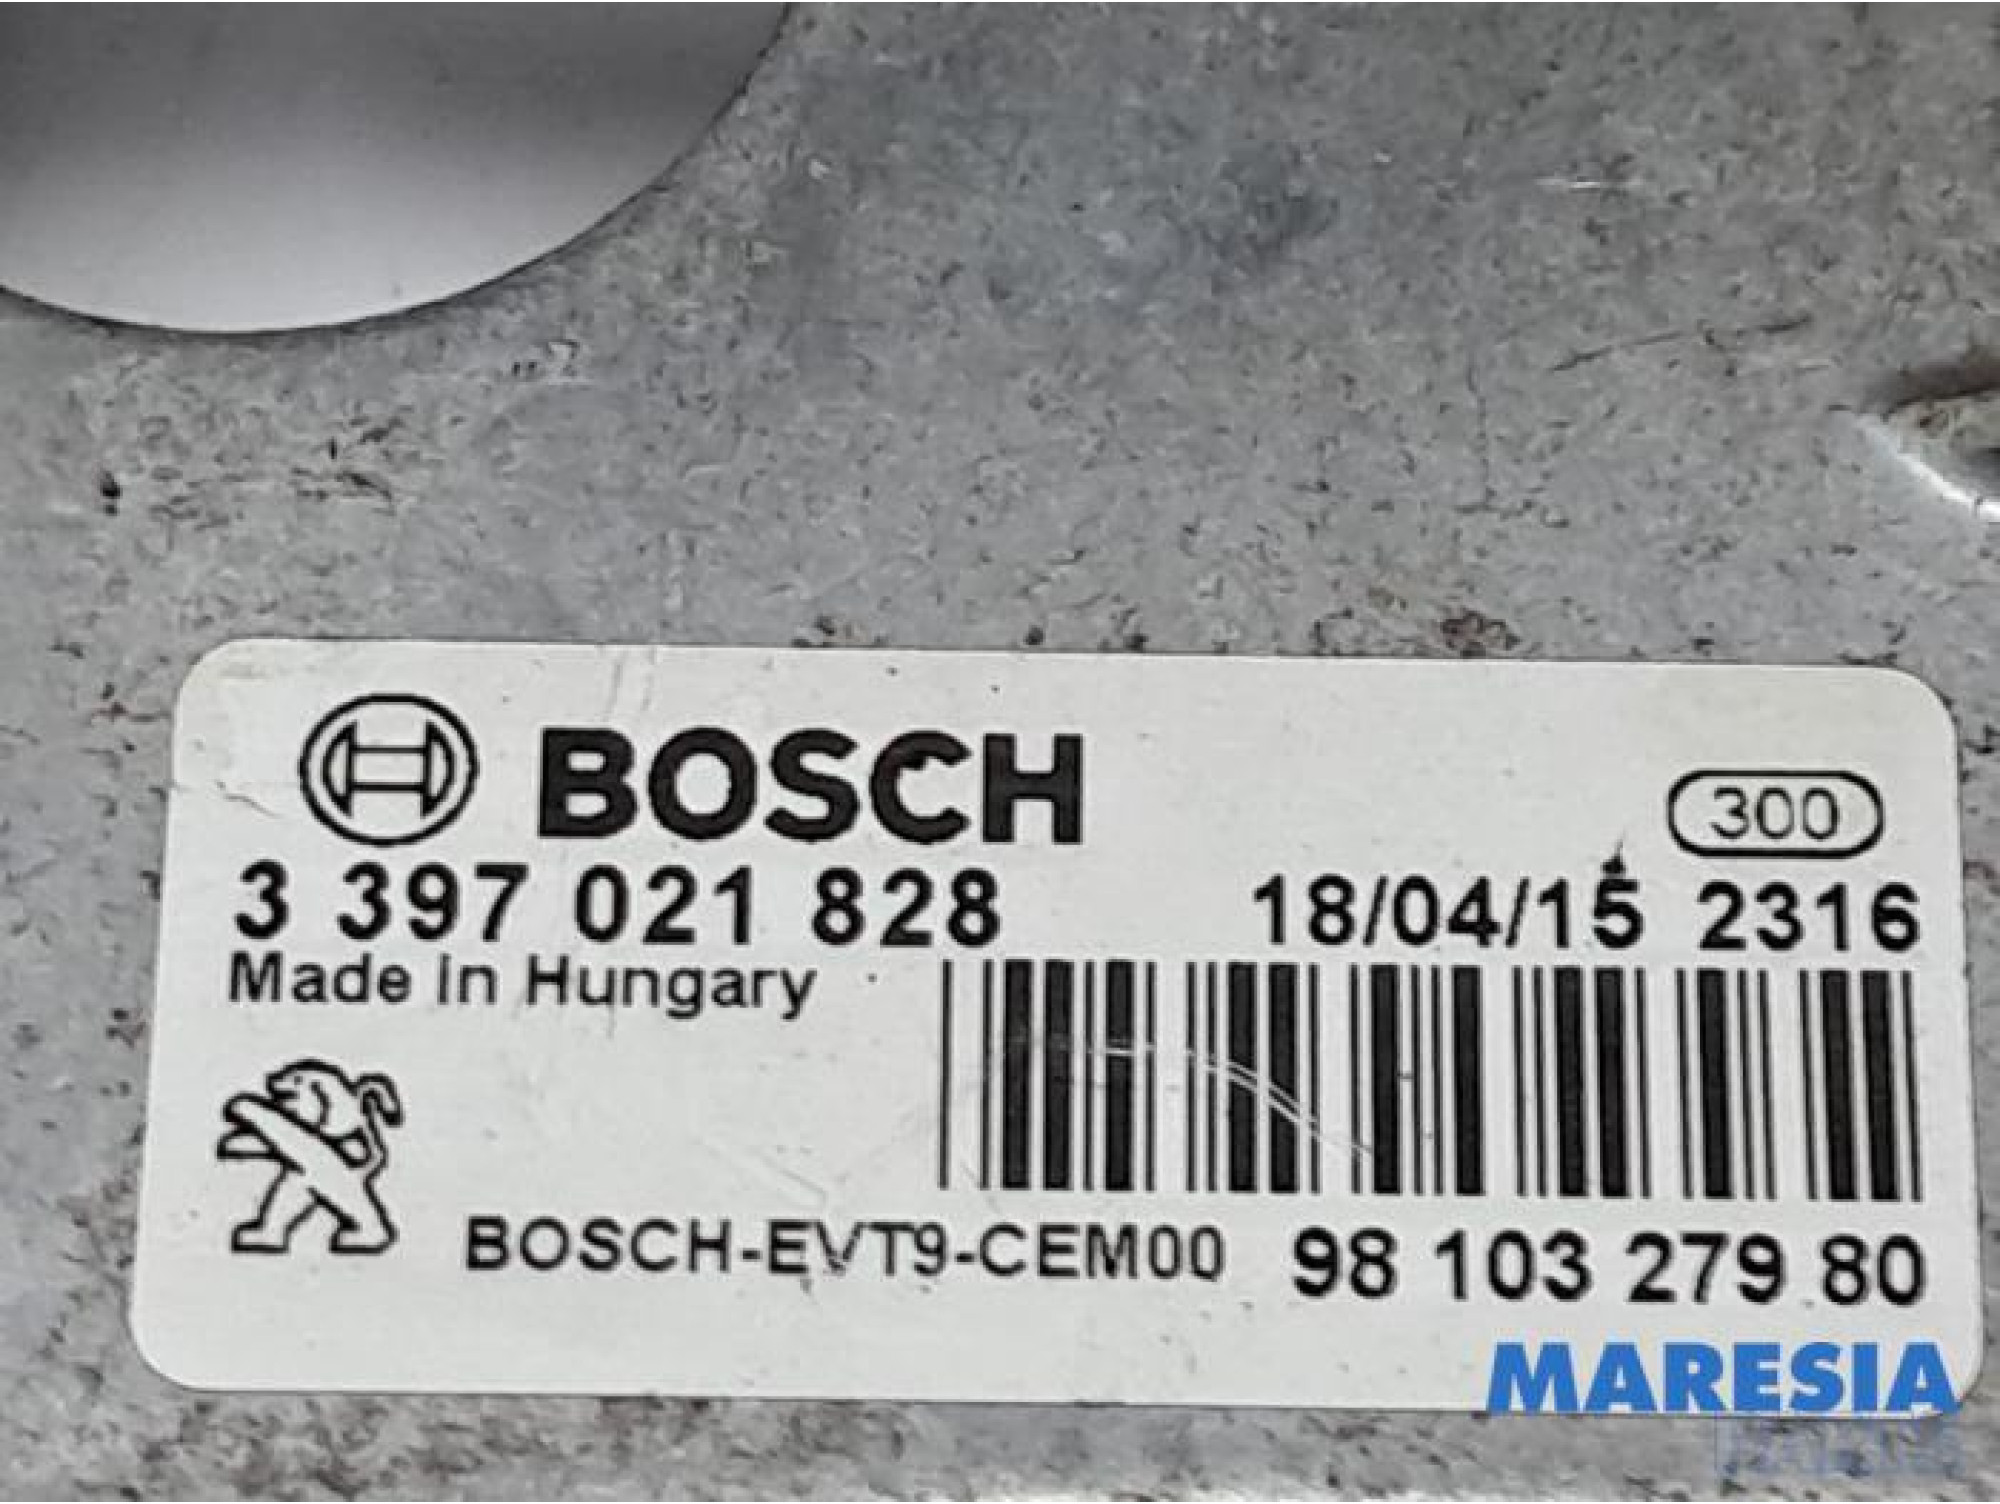 BOSCH
300
3 397 021 828 18/04/15 2316
Made in Hungary
BOSCH-EVT9-CEM00 98 103 279 80
MARESIA